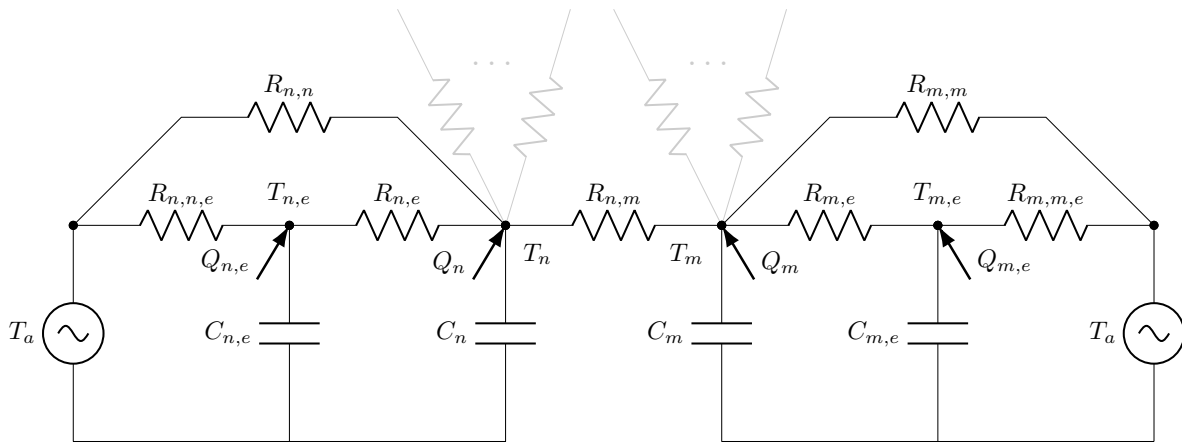 ... ...
R_{n,n} R_{m,m}
R_{n,n,e} T_{n,e} R_{n,e} R_{n,m} R_{m,e} T_{m,e} R_{m,m,e}
Q_{n,e} Q_n T_n T_m Q_m Q_{m,e}
T_a C_{n,e} C_n C_m C_{m,e} T_a